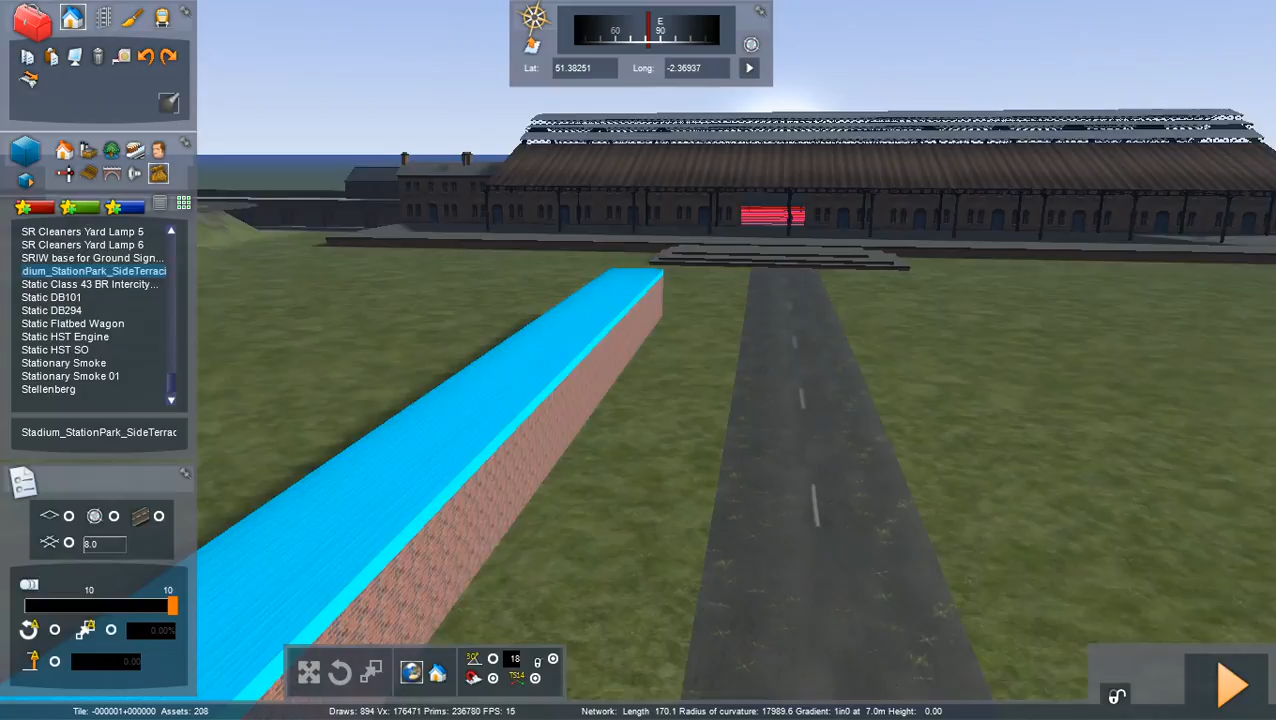 60
E
90
Lat:
51.38251
Long:
-2.36937
SR Cleaners Yard Lamp 5
SR Cleaners Yard Lamp 6
SRIW base for Ground Sign...
dium_StationPark_SideTerraci
Static Class 43 BR Intercity...
Static DB101
Static DB294
Static Flatbed Wagon
Static HST Engine
Static HST SO
Stationary Smoke
Stationary Smoke 01
Stellenberg
Stadium_StationPark_SideTerrac
8.0
10
10
0.00%
0.00
30°
18
TS14
Tile: -000001+000000 Assets: 208
Draws: 894 Vx: 176471 Prims: 236780 FPS: 15
Network: Length 170.1 Radius of curvature: 17989.6 Gradient: 1in0 at 7.0m Height: 0.00